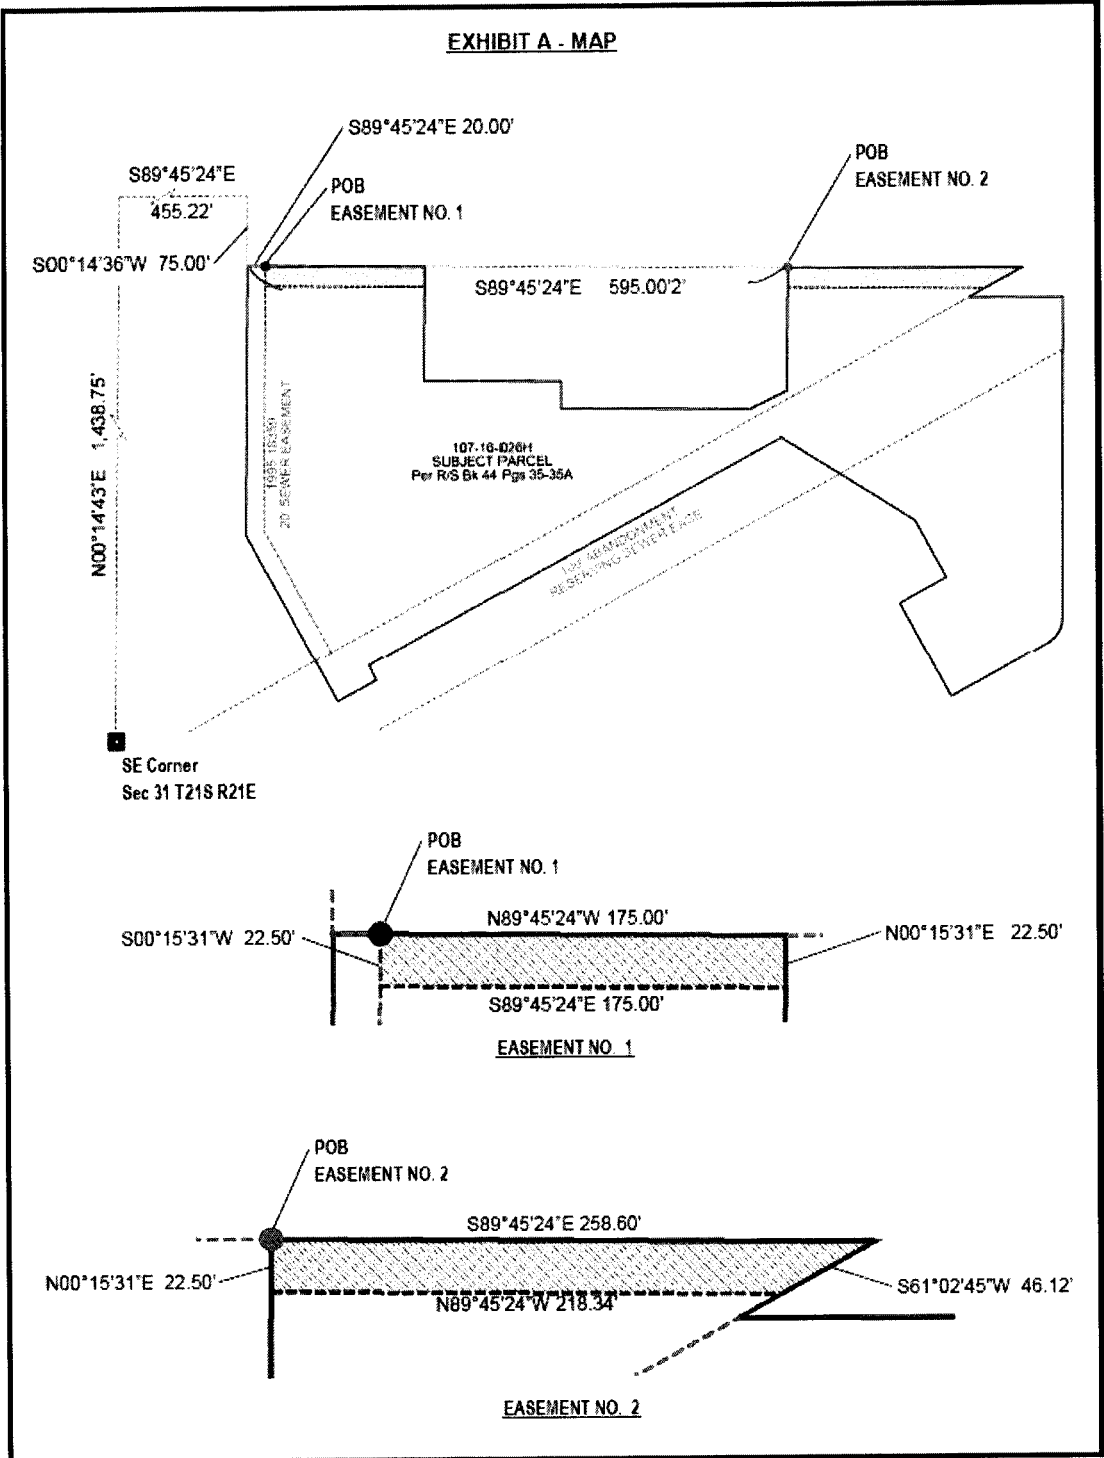 EXHIBIT A - MAP
S89°45'24"E 20.00'
S89°45'24"E
455.22'
POB
EASEMENT NO. 1
POB
EASEMENT NO. 2
S00°14'36"W 75.00'
S89°45'24"E 595.00'2'
N00°14'43"E 1,438.75'
20' SEWER EASEMENT
107-16-026H
SUBJECT PARCEL
Per R/S Bk 44 Pgs 35-35A
ABANDONMENT
RESERVING SEWER EASE
SE Corner
Sec 31 T21S R21E
POB
EASEMENT NO. 1
N89°45'24"W 175.00'
S00°15'31"W 22.50'
N00°15'31"E 22.50'
S89°45'24"E 175.00'
EASEMENT NO. 1
POB
EASEMENT NO. 2
S89°45'24"E 258.60'
N00°15'31"E 22.50'
S61°02'45"W 46.12'
N89°45'24"W 218.34'
EASEMENT NO. 2